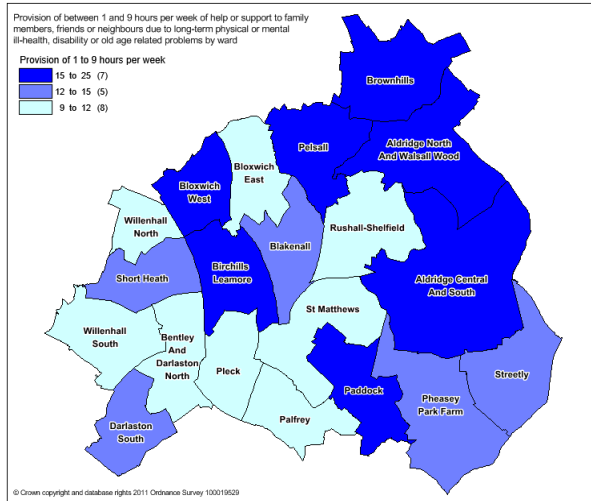 Provision of between 1 and 9 hours per week of help or support to family
members, friends or neighbours due to long-term physical or mental
ill-health, disability or old age related problems by ward
Provision of 1 to 9 hours per week
15 to 25 (7)
12 to 15 (5)
9 to 12 (8)
Brownhills
Pelsall
Aldridge North
And Walsall Wood
Bloxwich
East
Bloxwich
West
Willenhall
North
Rushall-Shelfield
Blakenall
Short Heath
Birchills
Leamore
Aldridge Central
And South
St Matthews
Willenhall
South
Bentley
And
Darlaston
North
Pleck
Streetly
Paddock
Pheasey
Park Farm
Palfrey
Darlaston
South
© Crown copyright and database rights 2011 Ordnance Survey 100019529